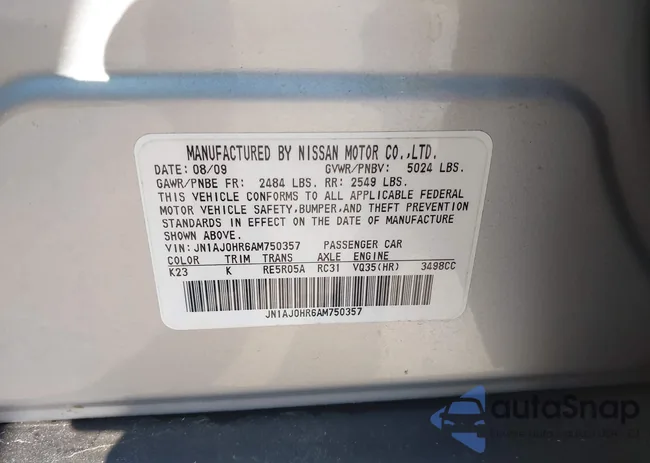 MANUFACTURED BY NISSAN MOTOR CO.,LTD.
DATE: 08/09 GVWR/PNBV: 5024 LBS.
GAWR/PNBE FR: 2484 LBS. RR: 2549 LBS.
THIS VEHICLE CONFORMS TO ALL APPLICABLE FEDERAL
MOTOR VEHICLE SAFETY,BUMPER,AND THEFT PREVENTION
STANDARDS IN EFFECT ON THE DATE OF MANUFACTURE
SHOWN ABOVE.
VIN: JN1AJ0HR6AM750357 PASSENGER CAR
COLOR TRIM TRANS AXLE ENGINE
K23 K RE5R05A RC31 VQ35(HR) 3498CC
JN1AJ0HR6AM750357
autoSnap